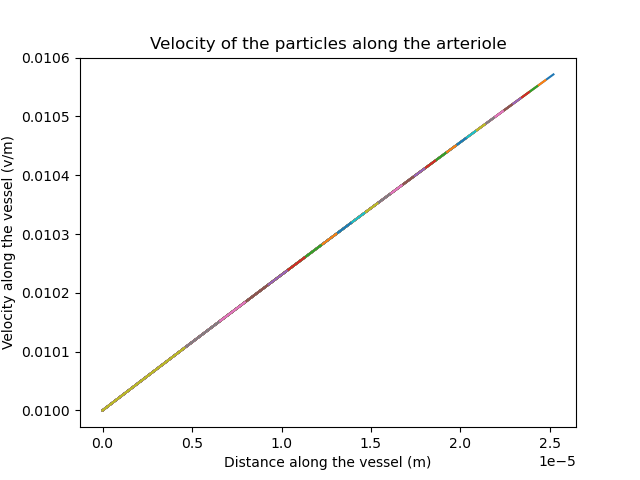 Velocity of the particles along the arteriole
0.0106
0.0105
0.0104
0.0103
0.0102
0.0101
0.0100
Velocity along the vessel (v/m)
0.0 0.5 1.0 1.5 2.0 2.5
1e−5
Distance along the vessel (m)